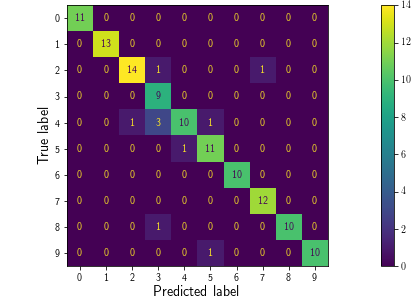 0 11 0 0 0 0 0 0 0 0 0
1 0 13 0 0 0 0 0 0 0 0
2 0 0 14 1 0 0 0 1 0 0
3 0 0 0 9 0 0 0 0 0 0
4 0 0 1 3 10 1 0 0 0 0
5 0 0 0 0 1 11 0 0 0 0
6 0 0 0 0 0 0 10 0 0 0
7 0 0 0 0 0 0 0 12 0 0
8 0 0 0 1 0 0 0 0 10 0
9 0 0 0 0 0 1 0 0 0 10
0 1 2 3 4 5 6 7 8 9
True label
Predicted label
14
12
10
8
6
4
2
0